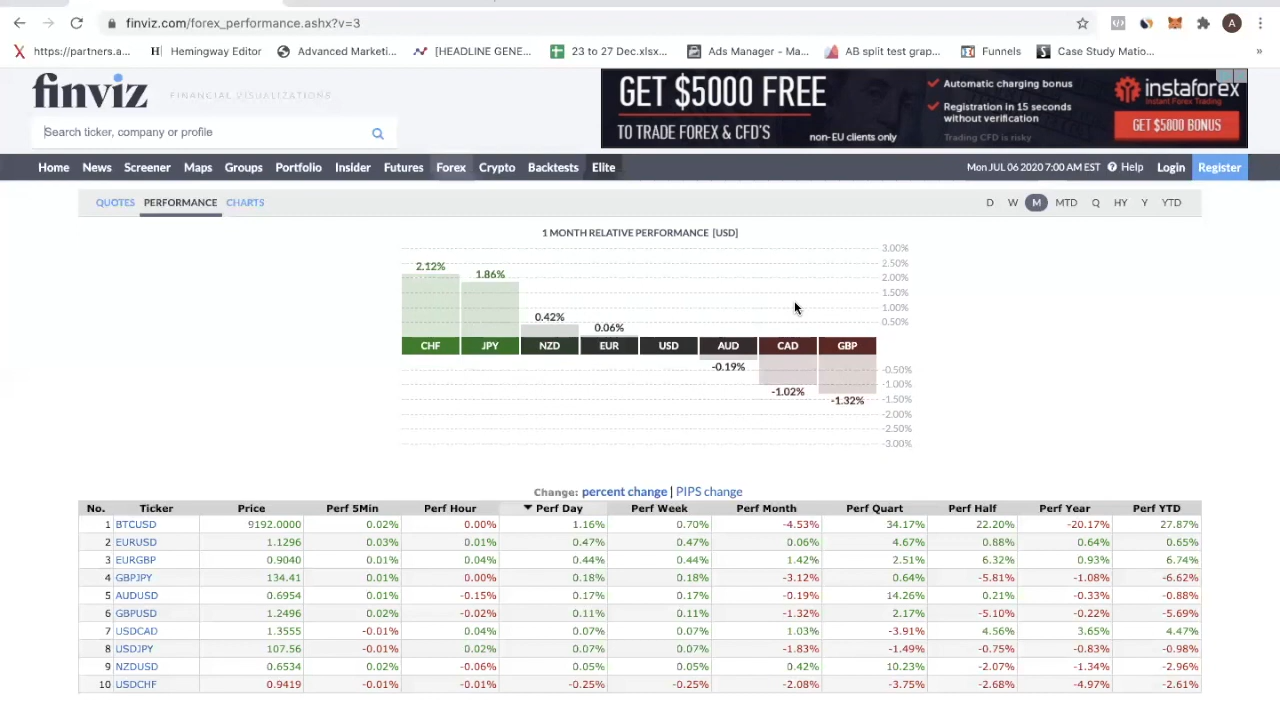 finviz.com/forex_performance.ashx?v=3
A
https://partners.a... Hemingway Editor Advanced Marketi... [HEADLINE GENE... 23 to 27 Dec.xlsx... Ads Manager - Ma... AB split test grap... Funnels Case Study Matio... »
finviz FINANCIAL VISUALIZATIONS
Search ticker, company or profile
GET $5000 FREE
TO TRADE FOREX & CFD'S non-EU clients only
Automatic charging bonus
Registration in 15 seconds
without verification
Trading CFD is risky
instaforex
Instant Forex Trading
GET $5000 BONUS
Home News Screener Maps Groups Portfolio Insider Futures Forex Crypto Backtests Elite Mon JUL 06 2020 7:00 AM EST Help Login Register
QUOTES PERFORMANCE CHARTS D W M MTD Q HY Y YTD
1 MONTH RELATIVE PERFORMANCE [USD]
3.00%
2.50%
2.00%
1.50%
1.00%
0.50%
2.12% 1.86% 0.42% 0.06%
CHF JPY NZD EUR USD AUD CAD GBP
-0.19% -1.02% -1.32%
-0.50%
-1.00%
-1.50%
-2.00%
-2.50%
-3.00%
Change: percent change | PIPS change
No. Ticker Price Perf 5Min Perf Hour Perf Day Perf Week Perf Month Perf Quart Perf Half Perf Year Perf YTD
1 BTCUSD 9192.0000 0.02% 0.00% 1.16% 0.70% -4.53% 34.17% 22.20% -20.17% 27.87%
2 EURUSD 1.1296 0.03% 0.01% 0.47% 0.47% 0.06% 4.67% 0.88% 0.64% 0.65%
3 EURGBP 0.9040 0.01% 0.04% 0.44% 0.44% 1.42% 2.51% 6.32% 0.93% 6.74%
4 GBPJPY 134.41 0.01% 0.00% 0.18% 0.18% -3.12% 0.64% -5.81% -1.08% -6.62%
5 AUDUSD 0.6954 0.01% -0.15% 0.17% 0.17% -0.19% 14.26% 0.21% -0.33% -0.88%
6 GBPUSD 1.2496 0.02% -0.02% 0.11% 0.11% -1.32% 2.17% -5.10% -0.22% -5.69%
7 USDCAD 1.3555 -0.01% 0.04% 0.07% 0.07% 1.03% -3.91% 4.56% 3.65% 4.47%
8 USDJPY 107.56 -0.01% 0.02% 0.07% 0.07% -1.83% -1.49% -0.75% -0.83% -0.98%
9 NZDUSD 0.6534 0.02% -0.06% 0.05% 0.05% 0.42% 10.23% -2.07% -1.34% -2.96%
10 USDCHF 0.9419 -0.01% -0.01% -0.25% -0.25% -2.08% -3.75% -2.68% -4.97% -2.61%